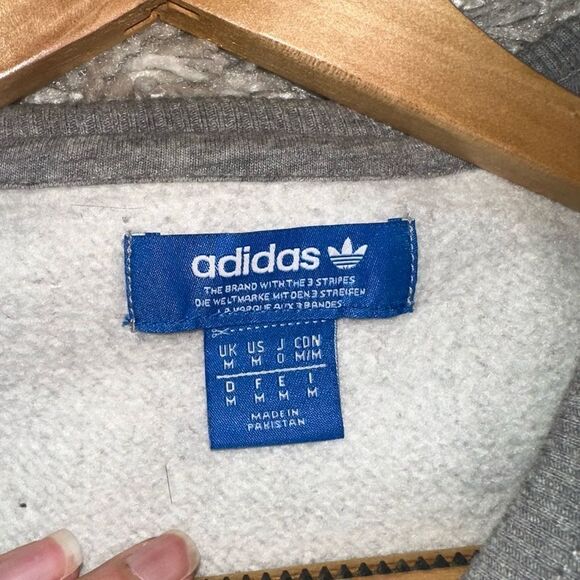 adidas
THE BRAND WITH THE 3 STRIPES
DIE WELTMARKE MIT DEN 3 STREIFEN
LA MARQUE AUX 3 BANDES
UK US J CDN
M M O M/M
D F E I
M M M M
MADE IN
PAKISTAN